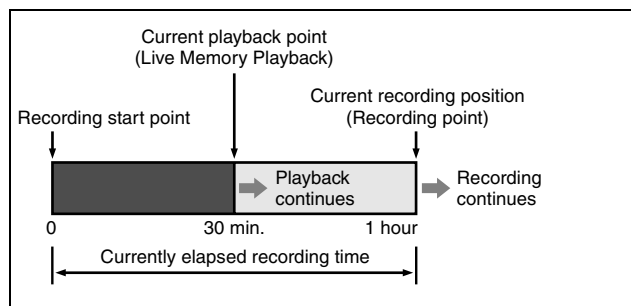 Current playback point
(Live Memory Playback)
Current recording position
(Recording point)
Recording start point
Playback
continues
Recording
continues
0
30 min.
1 hour
Currently elapsed recording time